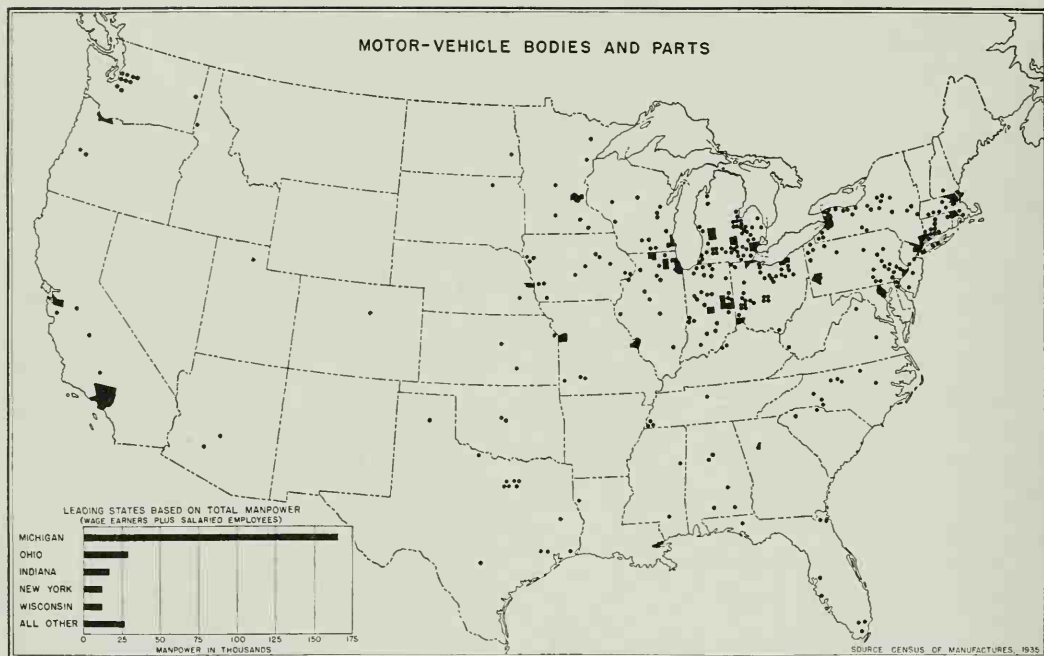 MOTOR-VEHICLE BODIES AND PARTS
LEADING STATES BASED ON TOTAL MANPOWER
(WAGE EARNERS PLUS SALARIED EMPLOYEES)
MICHIGAN
OHIO
INDIANA
NEW YORK
WISCONSIN
ALL OTHER
0 25 50 75 100 125 150 175
MANPOWER IN THOUSANDS
SOURCE CENSUS OF MANUFACTURES, 1935